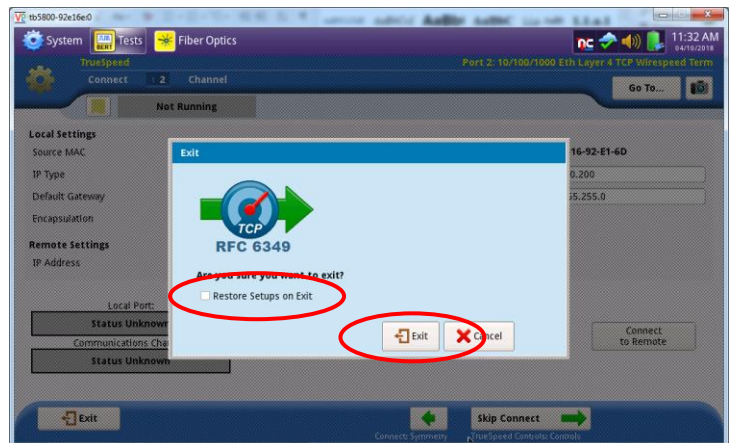 tb5800-92e16e0
System
Tests
Fiber Optics
11:32 AM
04/10/2018
TrueSpeed
Port 2: 10/100/1000 Eth Layer 4 TCP Wirespeed Term
Connect
2
Channel
Go To...
Not Running
Local Settings
Source MAC
16-92-E1-6D
IP Type
0.200
Default Gateway
55.255.0
Encapsulation
Remote Settings
IP Address
Local Port:
Status Unknown
Communications Cha
Status Unknown
Connect
to Remote
Exit
TCP
RFC 6349
Are you sure you want to exit?
Restore Setups on Exit
Exit
Cancel
Exit
Skip Connect
Connect: Symmetry
TrueSpeed Controls: Controls